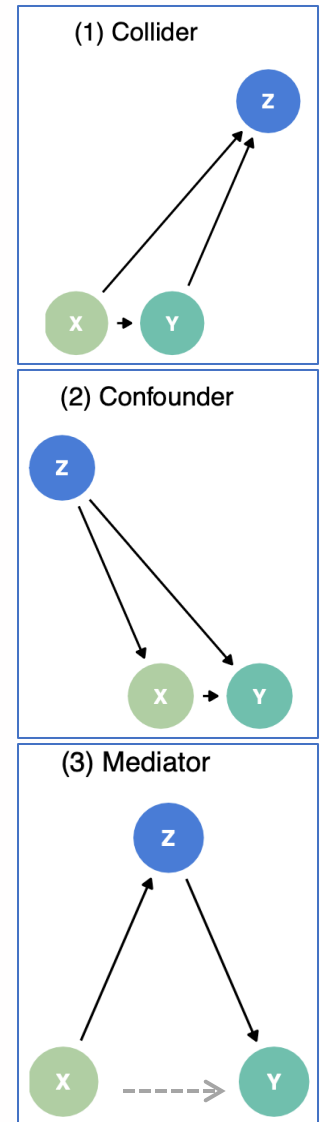 (1) Collider
Z
X
Y
(2) Confounder
Z
X
Y
(3) Mediator
Z
X
Y